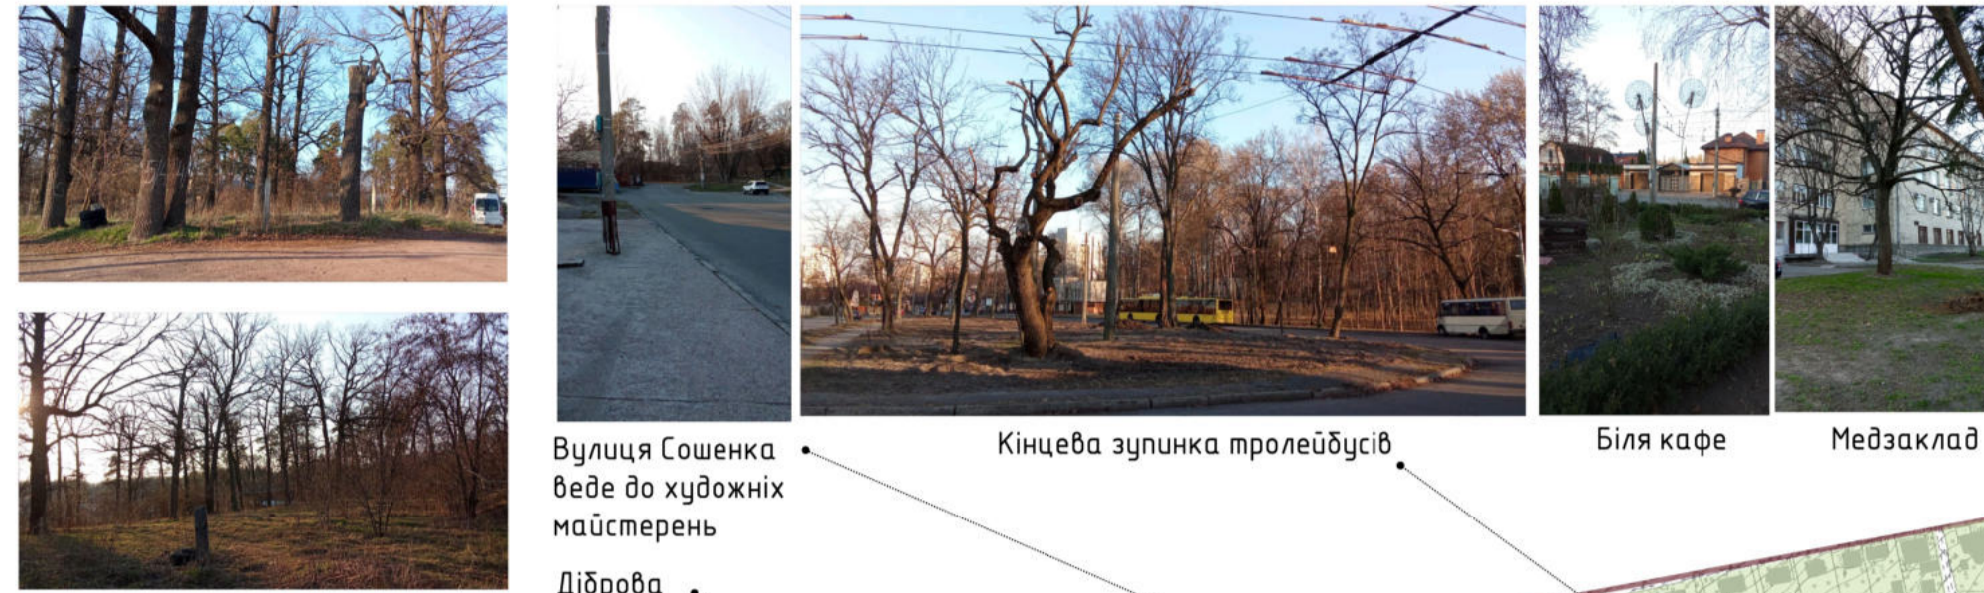 Вулиця Сошенка
веде до художніх
майстерень
Кінцева зупинка тролейбусів
Біля кафе
Медзаклад
Діброва